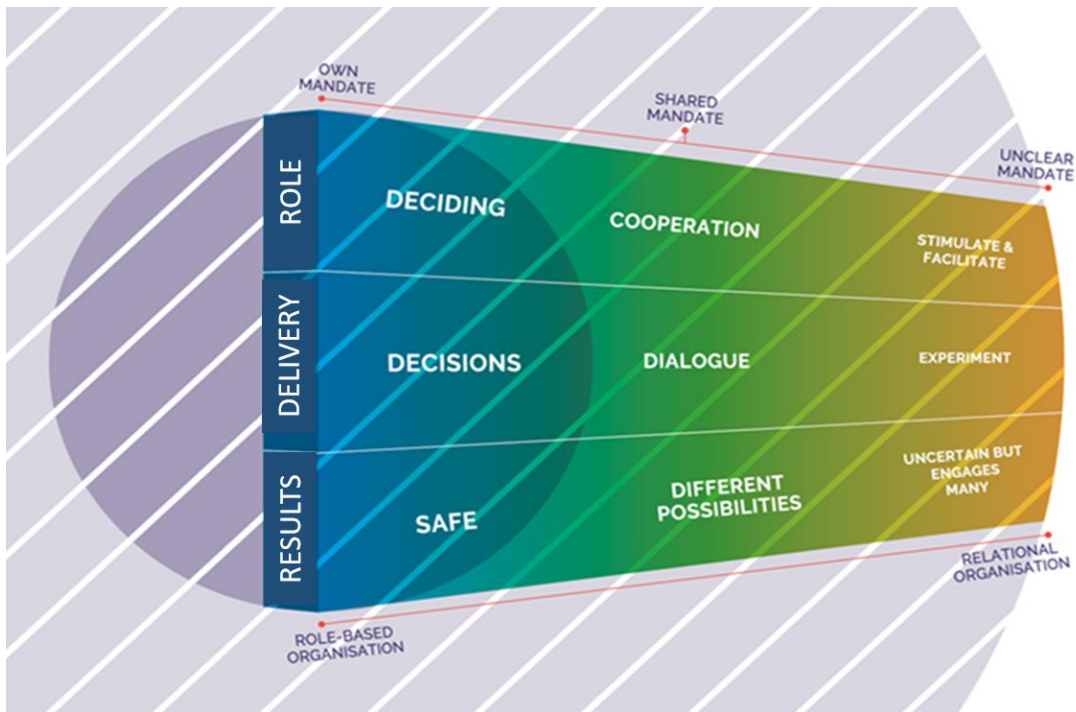 OWN
MANDATE
SHARED
MANDATE
UNCLEAR
MANDATE
ROLE
DECIDING
COOPERATION
STIMULATE &
FACILITATE
DELIVERY
DECISIONS
DIALOGUE
EXPERIMENT
RESULTS
SAFE
DIFFERENT
POSSIBILITIES
UNCERTAIN BUT
ENGAGES
MANY
ROLE-BASED
ORGANISATION
RELATIONAL
ORGANISATION